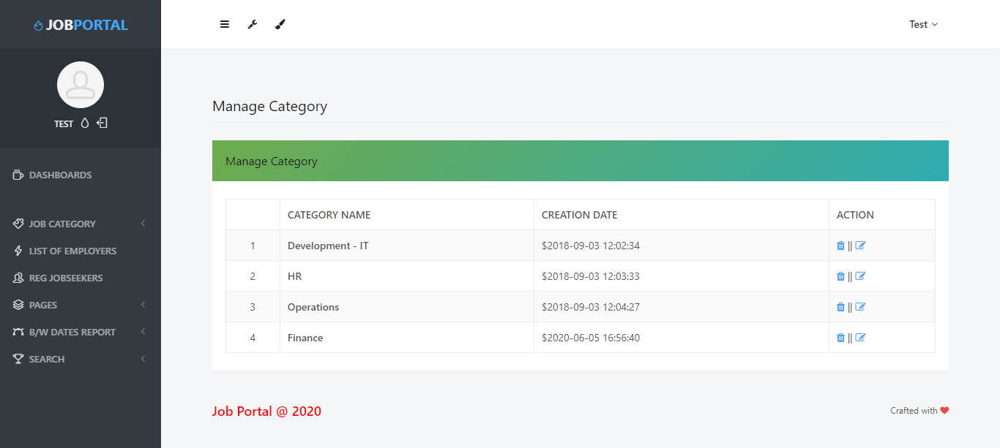 JOBPORTAL
Test
TEST
DASHBOARDS
JOB CATEGORY
LIST OF EMPLOYERS
REG JOBSEEKERS
PAGES
B/W DATES REPORT
SEARCH
Manage Category
Manage Category
CATEGORY NAME CREATION DATE ACTION
1 Development - IT $2018-09-03 12:02:34 ||
2 HR $2018-09-03 12:03:33 ||
3 Operations $2018-09-03 12:04:27 ||
4 Finance $2020-06-05 16:56:40 ||
Job Portal @ 2020
Crafted with